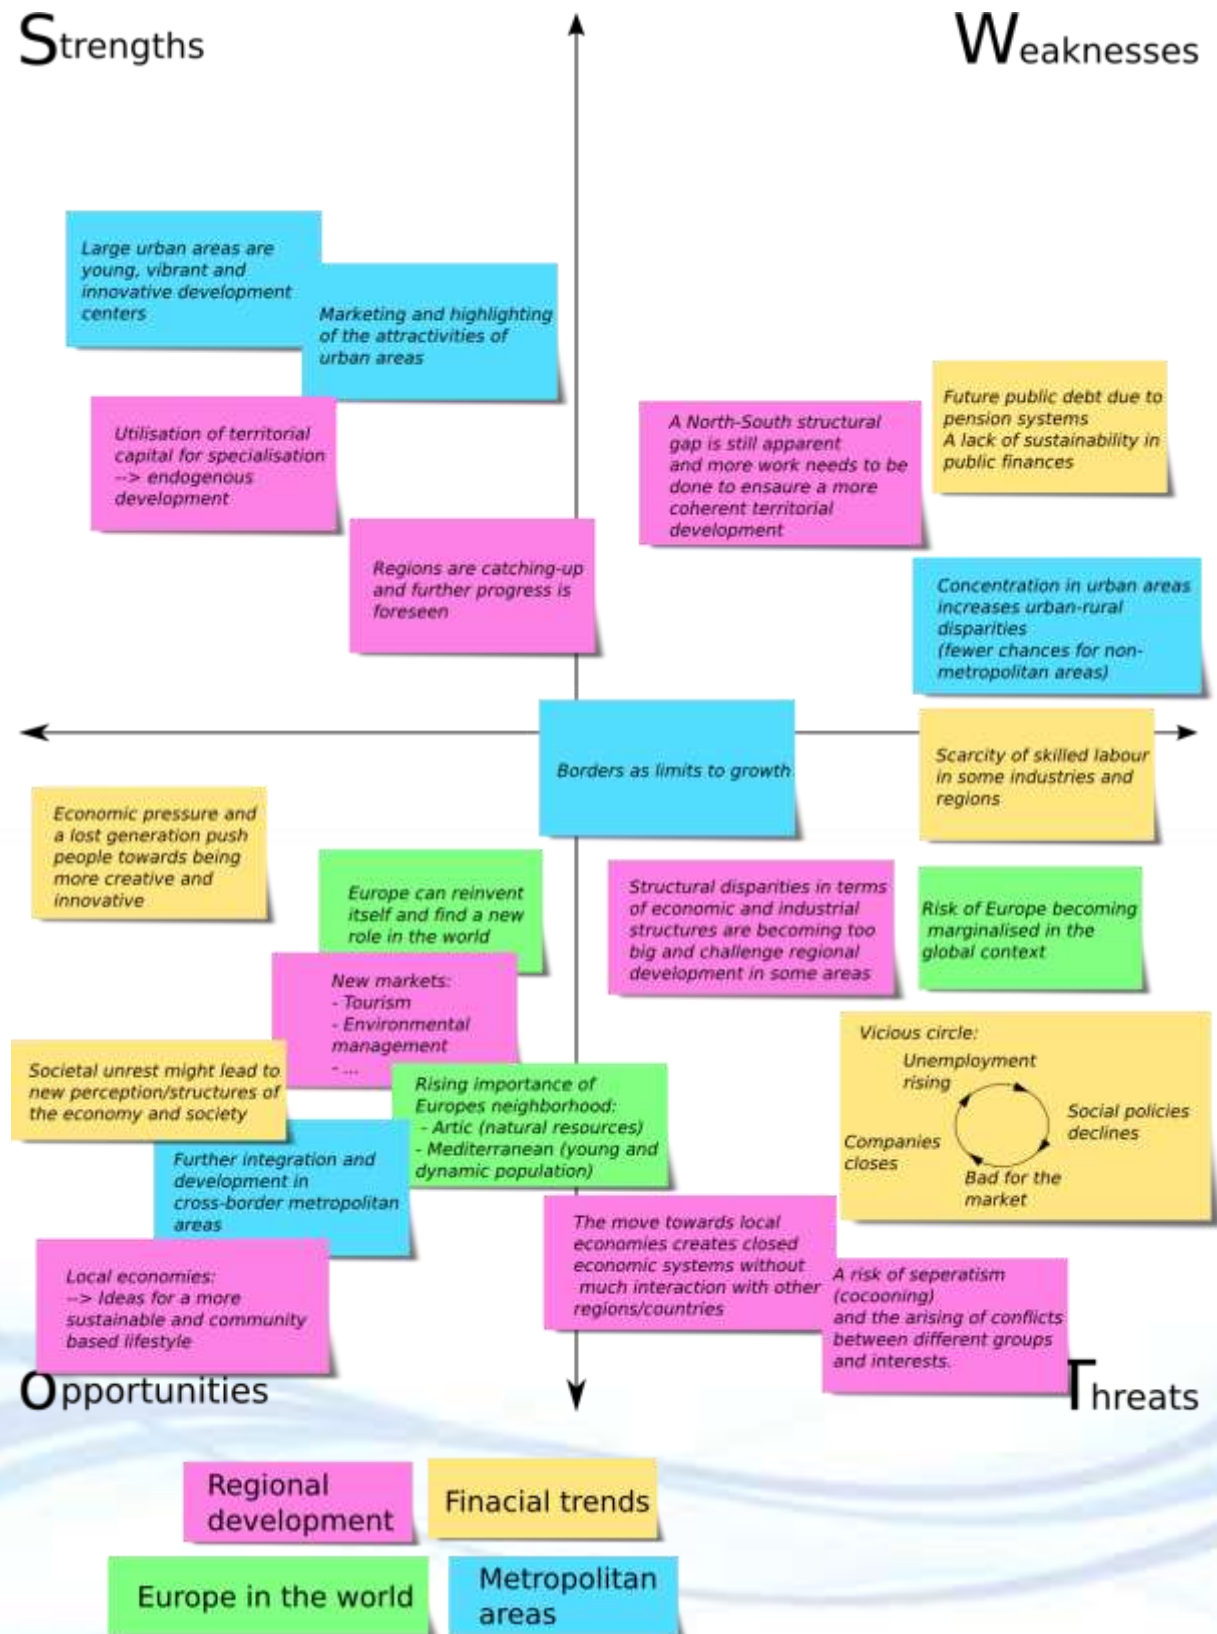 Strengths
Weaknesses
Large urban areas are
young, vibrant and
innovative development
centers
Marketing and highlighting
of the attractivities of
urban areas
Utilisation of territorial
capital for specialisation
--> endogenous
development
Regions are catching-up
and further progress is
foreseen
A North-South structural
gap is still apparent
and more work needs to be
done to ensaure a more
coherent territorial
development
Future public debt due to
pension systems
A lack of sustainability in
public finances
Concentration in urban areas
increases urban-rural
disparities
(fewer chances for non-
metropolitan areas)
Borders as limits to growth
Scarcity of skilled labour
in some industries and
regions
Economic pressure and
a lost generation push
people towards being
more creative and
innovative
Europe can reinvent
itself and find a new
role in the world
New markets:
- Tourism
- Environmental
management
- ...
Societal unrest might lead to
new perception/structures of
the economy and society
Rising importance of
Europes neighborhood:
- Artic (natural resources)
- Mediterranean (young and
dynamic population)
Further integration and
development in
cross-border metropolitan
areas
Local economies:
--> Ideas for a more
sustainable and community
based lifestyle
Structural disparities in terms
of economic and industrial
structures are becoming too
big and challenge regional
development in some areas
Risk of Europe becoming
marginalised in the
global context
Vicious circle:
Unemployment
rising
Social policies
declines
Bad for the
market
Companies
closes
The move towards local
economies creates closed
economic systems without
much interaction with other
regions/countries
A risk of seperatism
(cocooning)
and the arising of conflicts
between different groups
and interests.
Opportunities
Threats
Regional
development
Finacial trends
Europe in the world
Metropolitan
areas